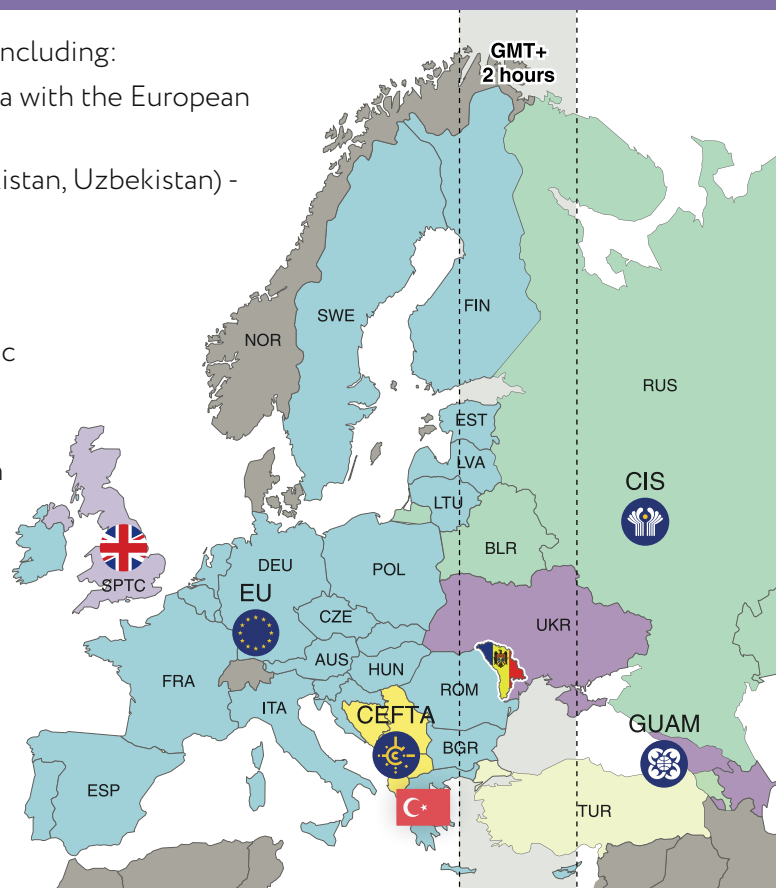 ncluding:
a with the European
istan, Uzbekistan) -
c
n
GMT+
2 hours
NOR
SWE
FIN
RUS
EST
LVA
LTU
CIS
BLR
SPTC
DEU
POL
EU
CZE
UKR
AUS
HUN
FRA
ROM
ITA
CEFTA
GUAM
BGR
ESP
TUR